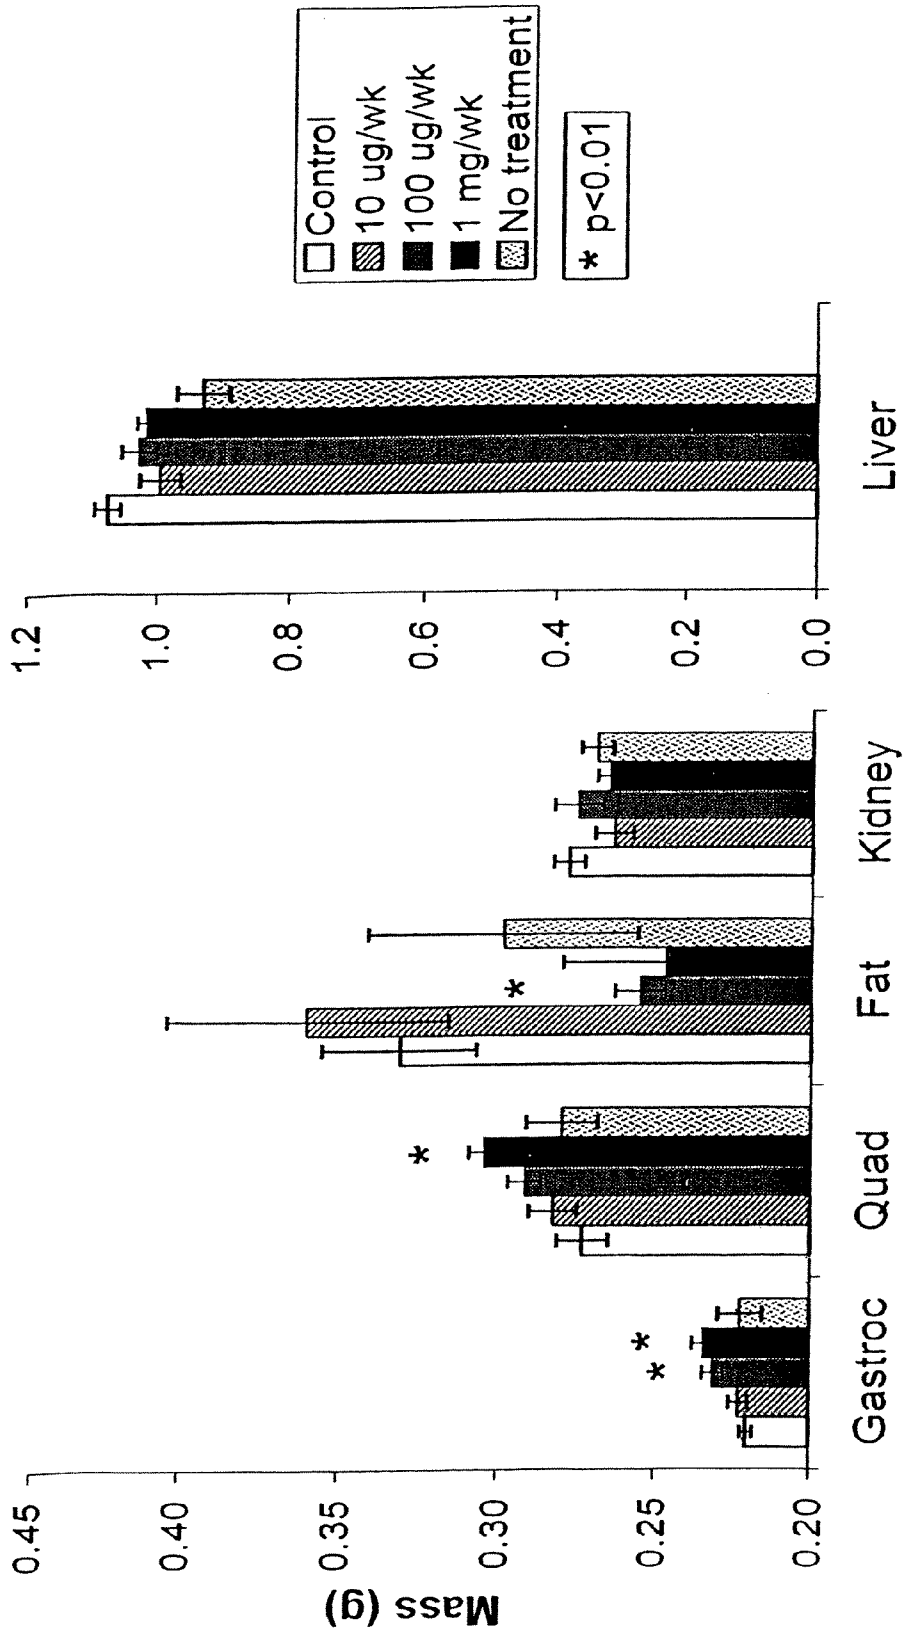 Mass (g)
0.45
0.40
0.35
0.30
0.25
0.20
*
*
*
*
Gastroc
Quad
Fat
Kidney
1.2
1.0
0.8
0.6
0.4
0.2
0.0
Liver
Control
10 ug/wk
100 ug/wk
1 mg/wk
No treatment
* p<0.01